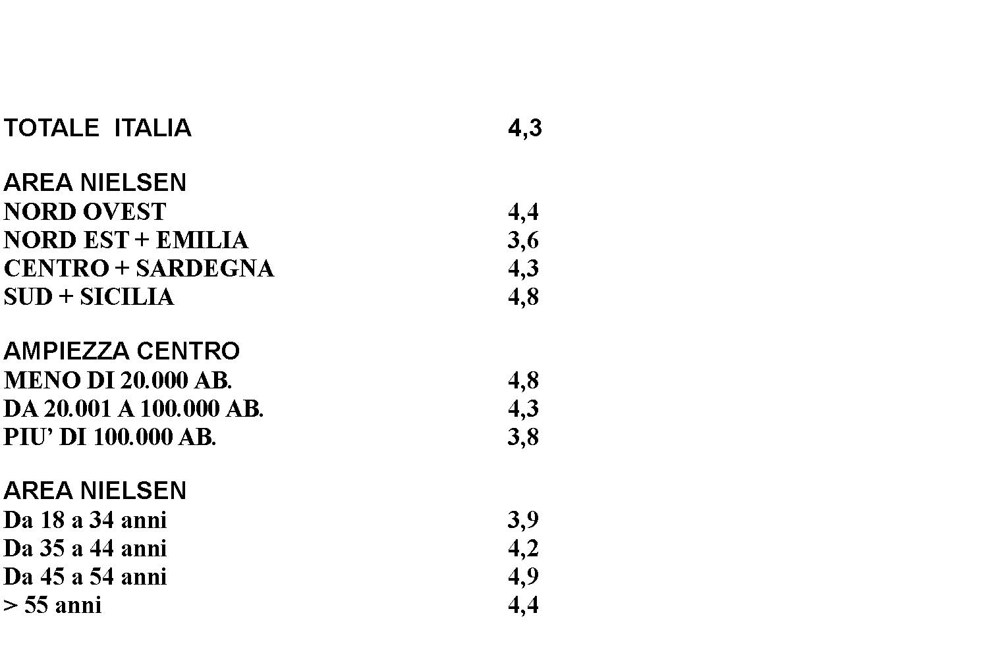 TOTALE ITALIA 4,3
AREA NIELSEN
NORD OVEST 4,4
NORD EST + EMILIA 3,6
CENTRO + SARDEGNA 4,3
SUD + SICILIA 4,8
AMPIEZZA CENTRO
MENO DI 20.000 AB. 4,8
DA 20.001 A 100.000 AB. 4,3
PIU’ DI 100.000 AB. 3,8
AREA NIELSEN
Da 18 a 34 anni 3,9
Da 35 a 44 anni 4,2
Da 45 a 54 anni 4,9
> 55 anni 4,4